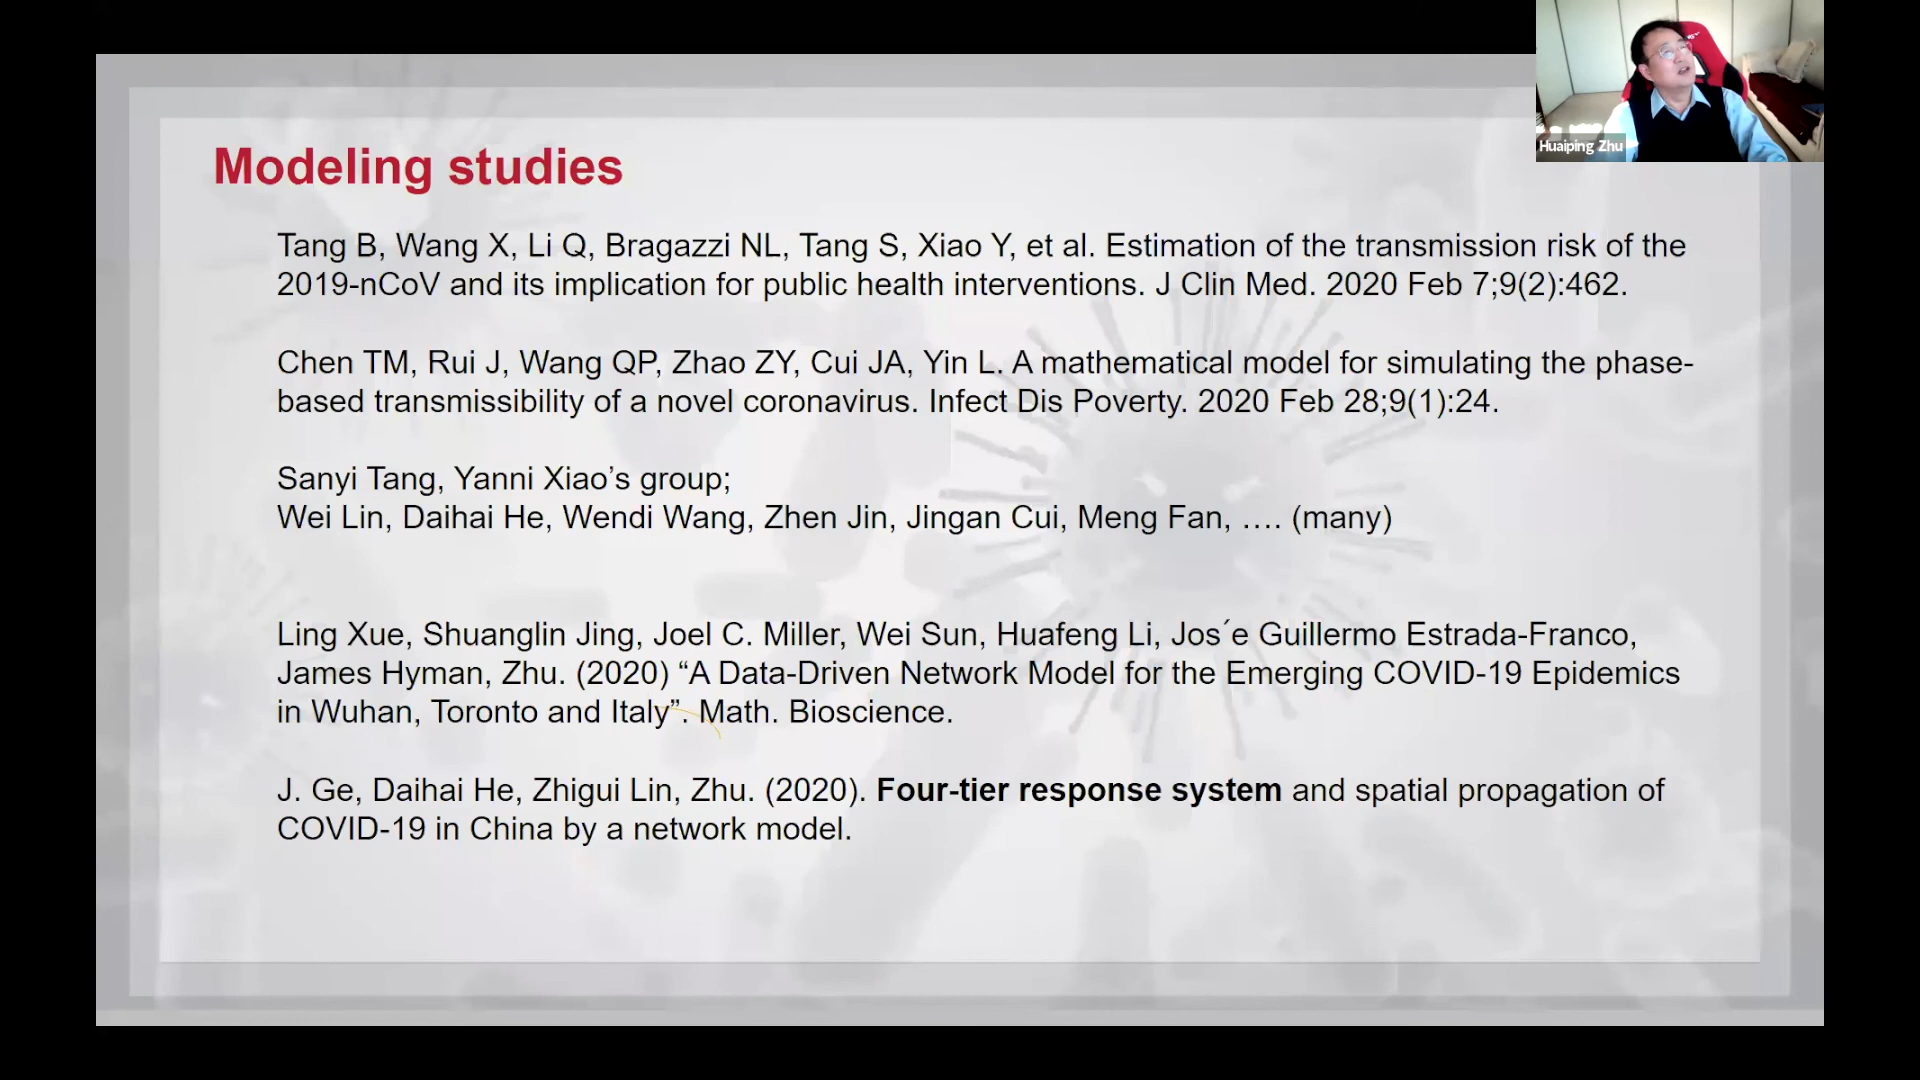 Modeling studies
Tang B, Wang X, Li Q, Bragazzi NL, Tang S, Xiao Y, et al. Estimation of the transmission risk of the
2019-nCoV and its implication for public health interventions. J Clin Med. 2020 Feb 7;9(2):462.
Chen TM, Rui J, Wang QP, Zhao ZY, Cui JA, Yin L. A mathematical model for simulating the phase-
based transmissibility of a novel coronavirus. Infect Dis Poverty. 2020 Feb 28;9(1):24.
Sanyi Tang, Yanni Xiao’s group;
Wei Lin, Daihai He, Wendi Wang, Zhen Jin, Jingan Cui, Meng Fan, …. (many)
Ling Xue, Shuanglin Jing, Joel C. Miller, Wei Sun, Huafeng Li, Jos´e Guillermo Estrada-Franco,
James Hyman, Zhu. (2020) “A Data-Driven Network Model for the Emerging COVID-19 Epidemics
in Wuhan, Toronto and Italy”. Math. Bioscience.
J. Ge, Daihai He, Zhigui Lin, Zhu. (2020). Four-tier response system and spatial propagation of
COVID-19 in China by a network model.
Huaiping Zhu